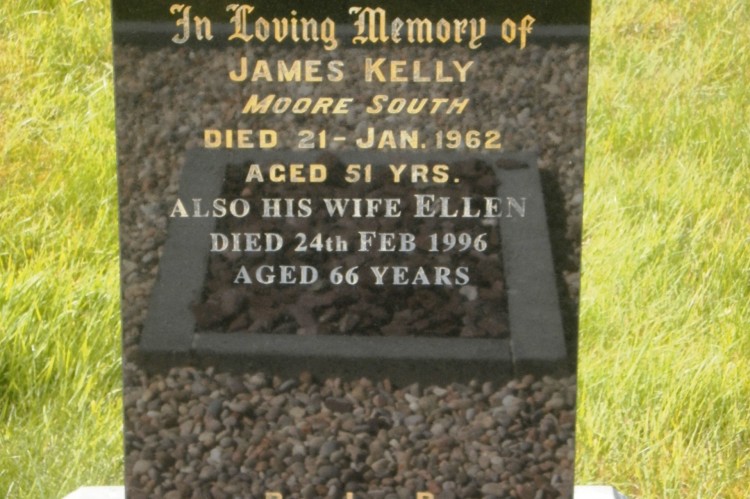 In Loving Memory of
JAMES KELLY
MOORE SOUTH
DIED 21-JAN. 1962
AGED 51 YRS.
ALSO HIS WIFE ELLEN
DIED 24th FEB 1996
AGED 66 YEARS